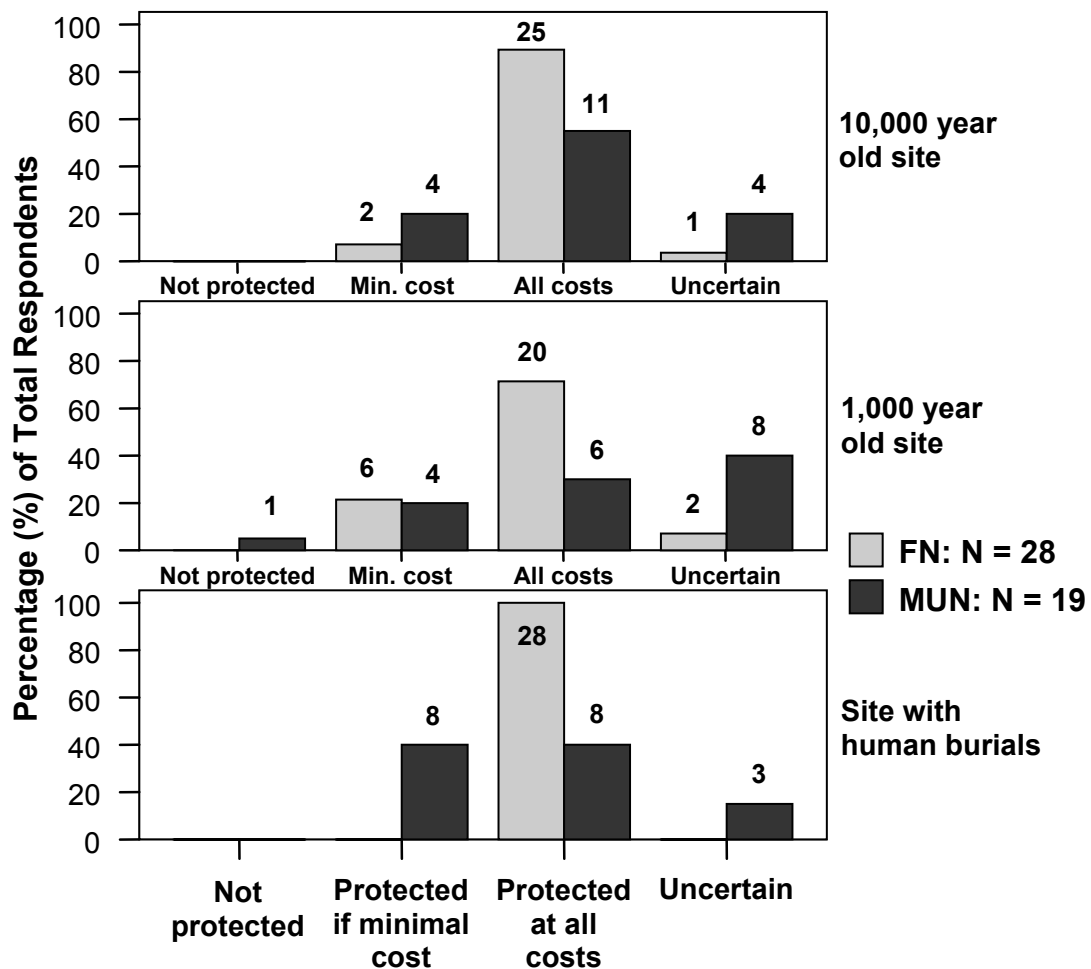 Percentage (%) of Total Respondents
100
80
60
40
20
0
25
11
2
4
1
4
Not protected
Min. cost
All costs
Uncertain
10,000 year
old site
100
80
60
40
20
0
1
6
4
20
6
2
8
Not protected
Min. cost
All costs
Uncertain
1,000 year
old site
FN: N = 28
MUN: N = 19
100
80
60
40
20
0
8
28
8
3
Site with
human burials
Not
protected
Protected
if minimal
cost
Protected
at all
costs
Uncertain